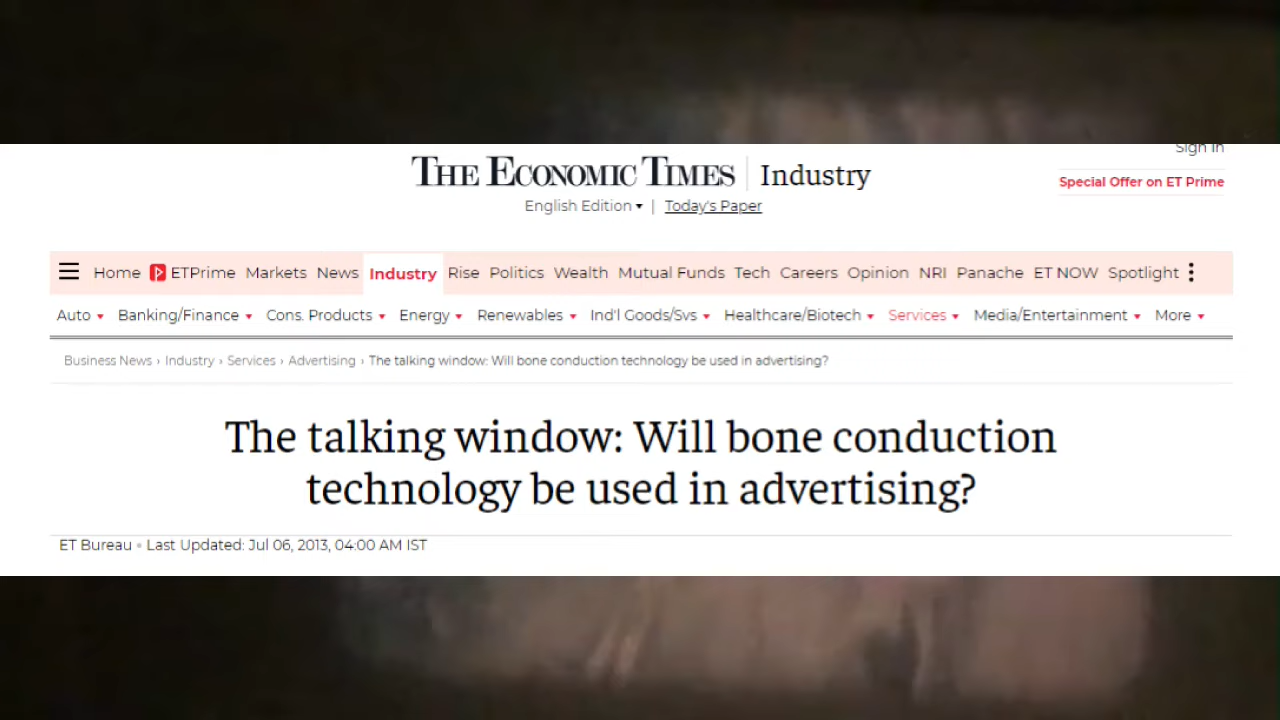 Sign In
THE ECONOMIC TIMES | Industry
Special Offer on ET Prime
English Edition ▾ | Today's Paper
Home ETPrime Markets News Industry Rise Politics Wealth Mutual Funds Tech Careers Opinion NRI Panache ET NOW Spotlight
Auto ▾ Banking/Finance ▾ Cons. Products ▾ Energy ▾ Renewables ▾ Ind'l Goods/Svs ▾ Healthcare/Biotech ▾ Services ▾ Media/Entertainment ▾ More ▾
Business News › Industry › Services › Advertising › The talking window: Will bone conduction technology be used in advertising?
The talking window: Will bone conduction
technology be used in advertising?
ET Bureau • Last Updated: Jul 06, 2013, 04:00 AM IST